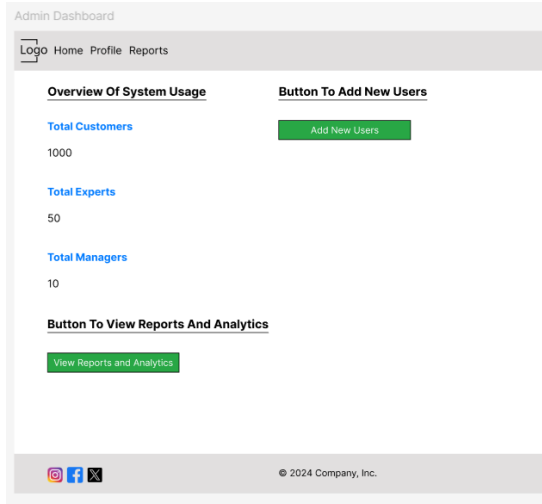 Admin Dashboard
Logo Home Profile Reports
Overview Of System Usage
Total Customers
1000
Total Experts
50
Total Managers
10
Button To Add New Users
Add New Users
Button To View Reports And Analytics
View Reports and Analytics
© 2024 Company, Inc.